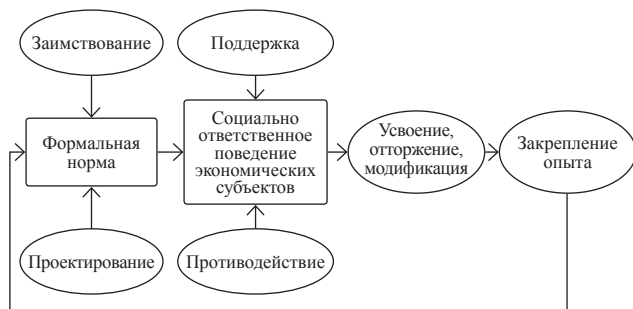 Заимствование
Поддержка
Формальная
норма
Социально
ответственное
поведение
экономических
субъектов
Усвоение,
отторжение,
модификация
Закрепление
опыта
Проектирование
Противодействие